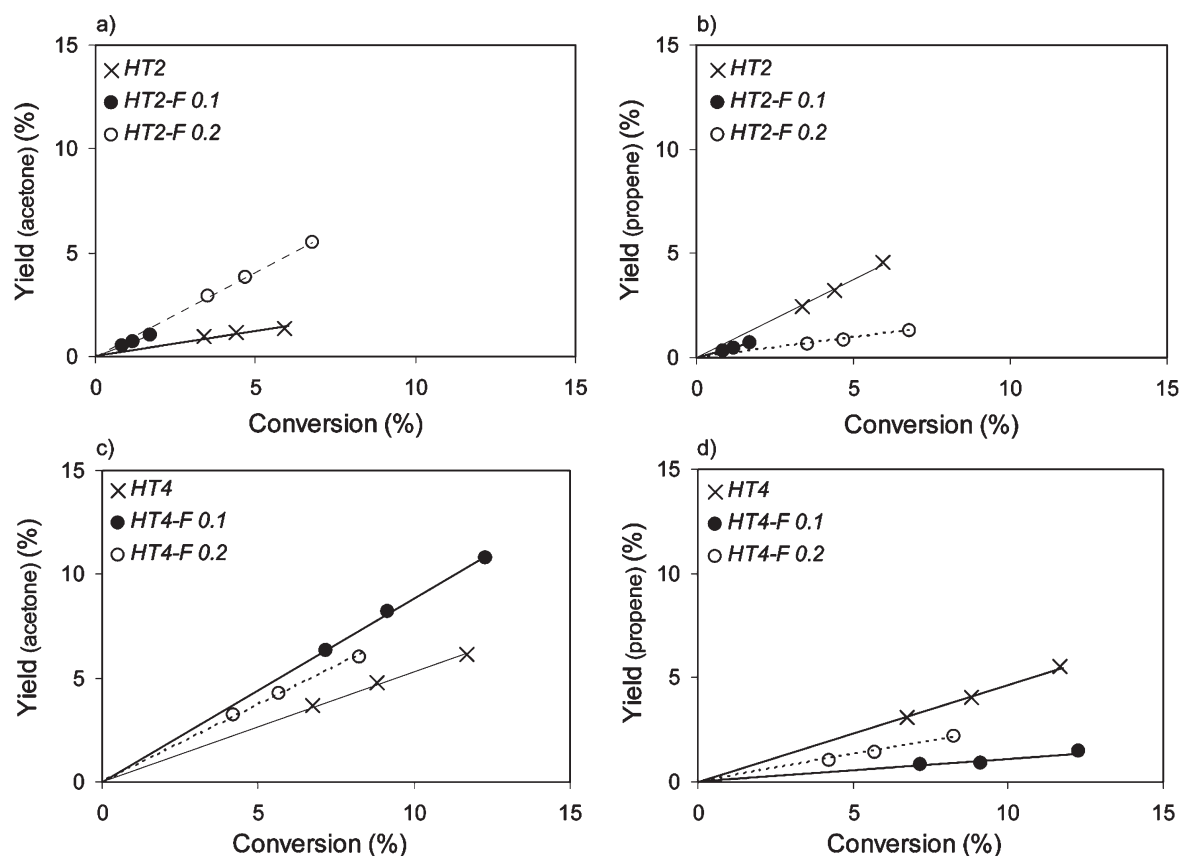 a)
15
10
5
0
Yield (acetone) (%)
× HT2
● HT2-F 0.1
○ HT2-F 0.2
0 5 10 15
Conversion (%)
b)
15
10
5
0
Yield (propene) (%)
× HT2
● HT2-F 0.1
○ HT2-F 0.2
0 5 10 15
Conversion (%)
c)
15
10
5
0
Yield (acetone) (%)
× HT4
● HT4-F 0.1
○ HT4-F 0.2
0 5 10 15
Conversion (%)
d)
15
10
5
0
Yield (propene) (%)
× HT4
● HT4-F 0.1
○ HT4-F 0.2
0 5 10 15
Conversion (%)